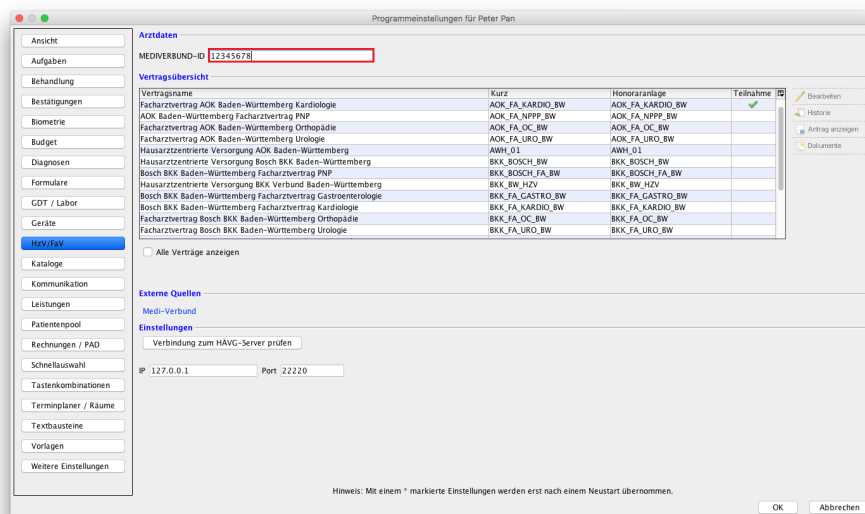 Programmeinstellungen für Peter Pan
Ansicht
Aufgaben
Behandlung
Bestätigungen
Biometrie
Budget
Diagnosen
Formulare
GDT / Labor
Geräte
HzV/FaV
Kataloge
Kommunikation
Leistungen
Patientenpool
Rechnungen / PAD
Schnellauswahl
Tastenkombinationen
Terminplaner / Räume
Textbausteine
Vorlagen
Weitere Einstellungen
Arztdaten
MEDIVERBUND-ID 12345678
Vertragsübersicht
Vertragsname Kurz Honoraranlage Teilnahme
Facharztvertrag AOK Baden-Württemberg Kardiologie AOK_FA_KARDIO_BW AOK_FA_KARDIO_BW
AOK Baden-Württemberg Facharztvertrag PNP AOK_FA_NPPP_BW AOK_FA_NPPP_BW
Facharztvertrag AOK Baden-Württemberg Orthopädie AOK_FA_OC_BW AOK_FA_OC_BW
Facharztvertrag AOK Baden-Württemberg Urologie AOK_FA_URO_BW AOK_FA_URO_BW
Hausarztzentrierte Versorgung AOK Baden-Württemberg AWH_01 AWH_01
Hausarztzentrierte Versorgung Bosch BKK Baden-Württemberg BKK_BOSCH_BW BKK_BOSCH_BW
Bosch BKK Baden-Württemberg Facharztvertrag PNP BKK_BOSCH_FA_BW BKK_BOSCH_FA_BW
Hausarztzentrierte Versorgung BKK Verbund Baden-Württemberg BKK_BW_HZV BKK_BW_HZV
Bosch BKK Baden-Württemberg Facharztvertrag Gastroenterologie BKK_FA_GASTRO_BW BKK_FA_GASTRO_BW
Bosch BKK Baden-Württemberg Facharztvertrag Kardiologie BKK_FA_KARDIO_BW BKK_FA_KARDIO_BW
Facharztvertrag Bosch BKK Baden-Württemberg Orthopädie BKK_FA_OC_BW BKK_FA_OC_BW
Facharztvertrag Bosch BKK Baden-Württemberg Urologie BKK_FA_URO_BW BKK_FA_URO_BW
Bearbeiten
Historie
Antrag anzeigen
Dokumente
Alle Verträge anzeigen
Externe Quellen
Medi-Verbund
Einstellungen
Verbindung zum HÄVG-Server prüfen
IP 127.0.0.1 Port 22220
Hinweis: Mit einem * markierte Einstellungen werden erst nach einem Neustart übernommen.
OK Abbrechen